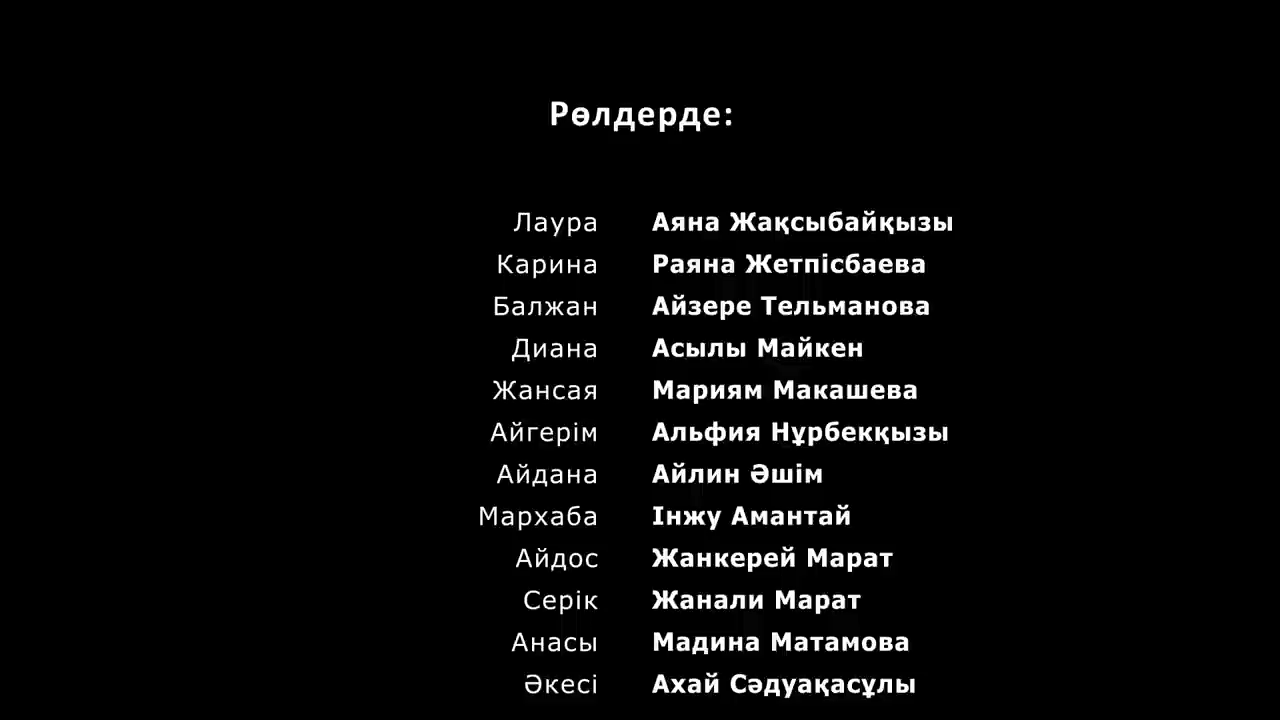 Рөлдерде:
Лаура Аяна Жақсыбайқызы
Карина Раяна Жетпісбаева
Балжан Айзере Тельманова
Диана Асылы Майкен
Жансая Мариям Макашева
Айгерім Альфия Нұрбекқызы
Айдана Айлин Әшім
Мархаба Інжу Амантай
Айдос Жанкерей Марат
Серік Жанали Марат
Анасы Мадина Матамова
Әкесі Ахай Сәдуақасұлы